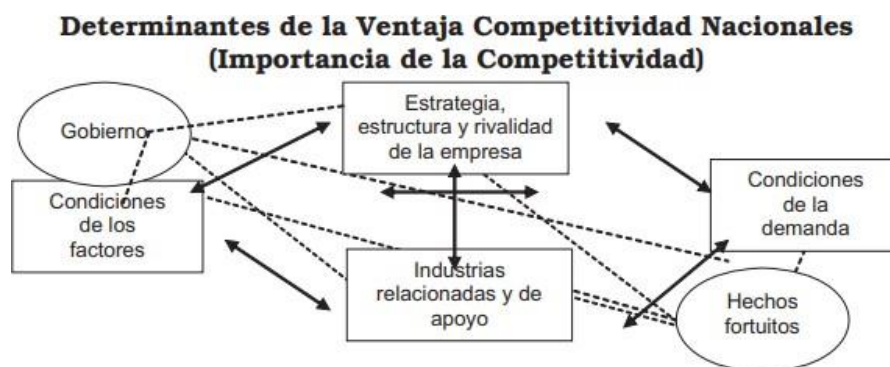 Determinantes de la Ventaja Competitividad Nacionales
(Importancia de la Competitividad)
Gobierno
Estrategia,
estructura y rivalidad
de la empresa
Condiciones
de los
factores
Condiciones
de la
demanda
Industrias
relacionadas y de
apoyo
Hechos
fortuitos